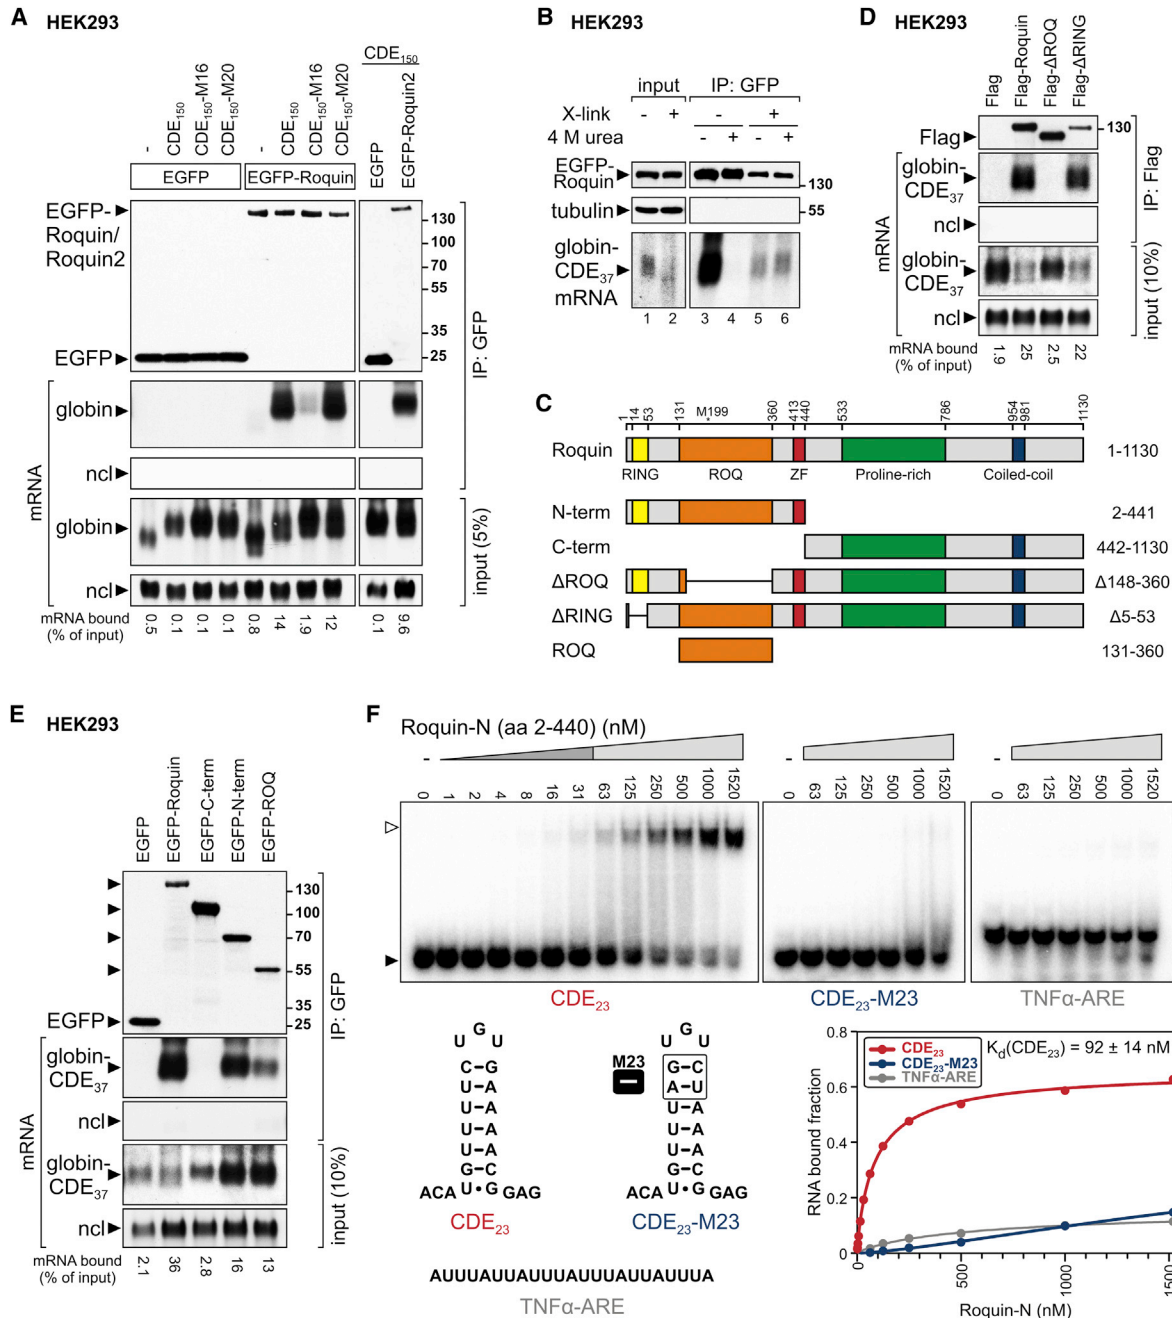 A HEK293
CDE150
-
CDE150
CDE150-M16
CDE150-M20
-
CDE150
CDE150-M16
CDE150-M20
EGFP
EGFP-Roquin2
EGFP
EGFP-Roquin
EGFP-
Roquin/
Roquin2
130
100
70
55
35
25
EGFP
IP: GFP
mRNA
globin
ncl
globin
ncl
input (5%)
mRNA bound
(% of input)
0.5 0.1 0.1 0.1 0.8 14 1.9 12 0.1 9.6
B HEK293
input IP: GFP
X-link - + - +
4 M urea - + - +
EGFP-
Roquin
130
tubulin
55
globin-
CDE37
mRNA
1 2 3 4 5 6
D HEK293
Flag
Flag-Roquin
Flag-ΔROQ
Flag-ΔRING
Flag
130
globin-
CDE37
ncl
IP: Flag
mRNA
globin-
CDE37
ncl
input (10%)
mRNA bound
(% of input)
1.9 25 2.5 22
C
1 14 53 131 M199 360 413 440 533 786 954 981 1130
Roquin 1-1130
RING ROQ ZF Proline-rich Coiled-coil
N-term 2-441
C-term 442-1130
ΔROQ Δ148-360
ΔRING Δ5-53
ROQ 131-360
E HEK293
EGFP
EGFP-Roquin
EGFP-C-term
EGFP-N-term
EGFP-ROQ
130
100
70
55
35
25
EGFP
IP: GFP
mRNA
globin-
CDE37
ncl
globin-
CDE37
ncl
input (10%)
mRNA bound
(% of input)
2.1 36 2.8 16 13
F Roquin-N (aa 2-440) (nM)
- - -
0 1 2 4 8 16 31 63 125 250 500 1000 1520
0 63 125 250 500 1000 1520
0 63 125 250 500 1000 1520
CDE23 CDE23-M23 TNFα-ARE
G
U U
C-G
U-A
U-A
U-A
U-A
G-C
ACA U•G GAG
CDE23
G
U U
M23
G-C
A-U
U-A
U-A
U-A
G-C
ACA U•G GAG
CDE23-M23
AUUUAUUAUUUAUUUAUUAUUUA
TNFα-ARE
CDE23
CDE23-M23
TNFα-ARE
Kd(CDE23) = 92 ± 14 nM
RNA bound fraction
0.8
0.6
0.4
0.2
0
0 500 1000 1500
Roquin-N (nM)